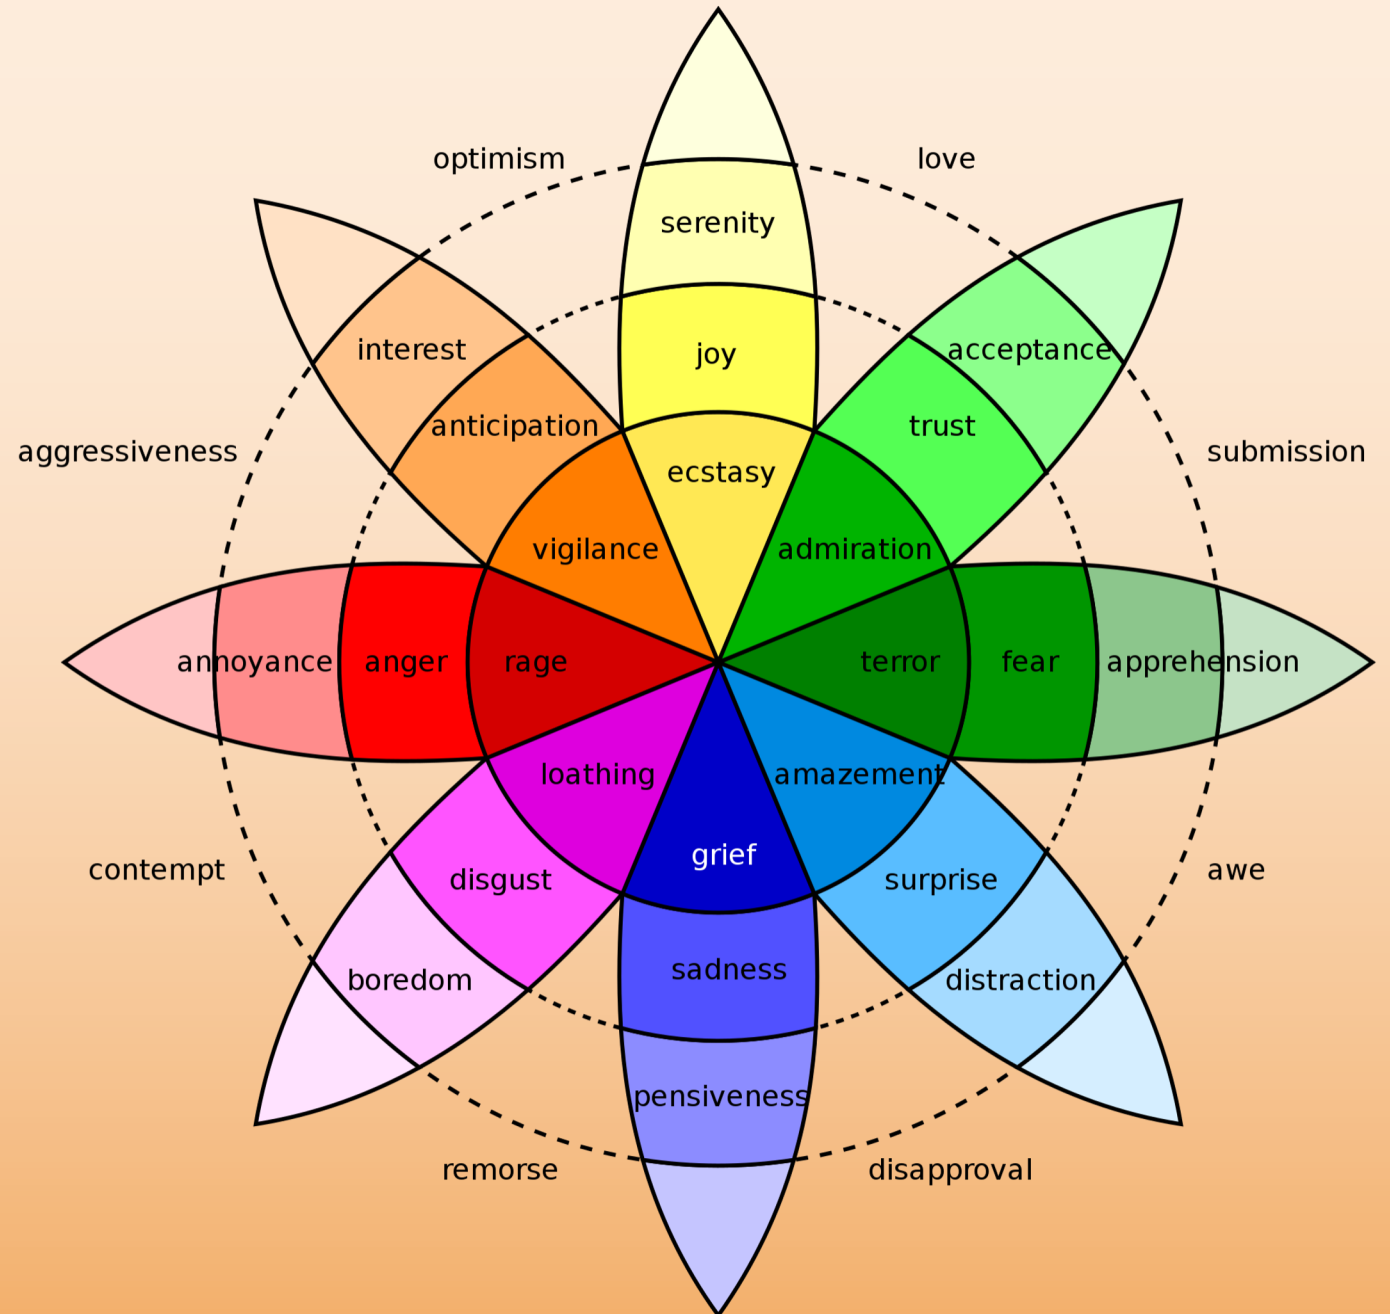 optimism
love
serenity
interest
joy
acceptance
anticipation
trust
aggressiveness
submission
ecstasy
vigilance
admiration
annoyance
anger
rage
terror
fear
apprehension
loathing
amazement
grief
contempt
awe
disgust
surprise
sadness
boredom
distraction
pensiveness
remorse
disapproval